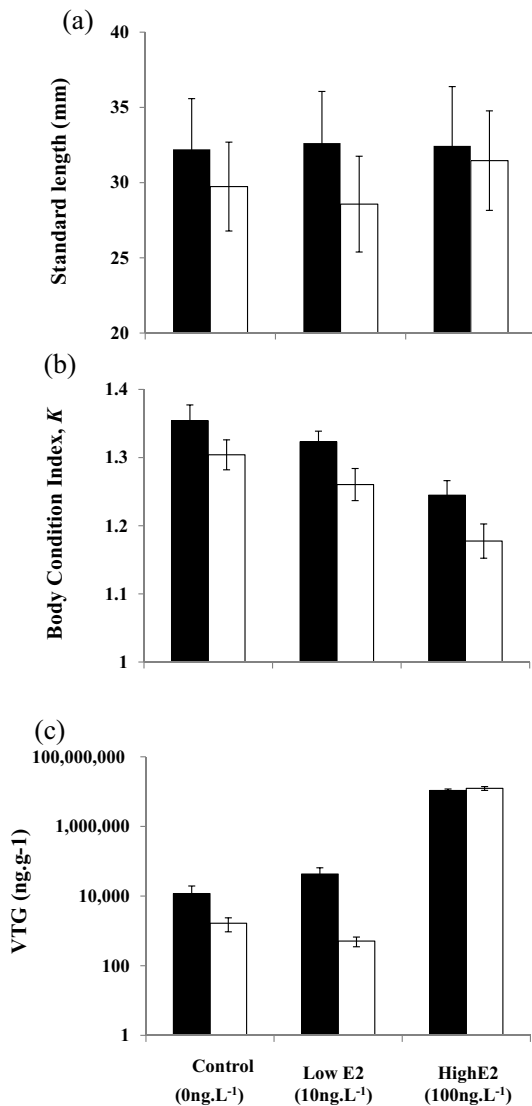 (a)
Standard length (mm)
40
35
30
25
20
(b)
Body Condition Index, K
1.4
1.3
1.2
1.1
1
(c)
VTG (ng.g-1)
100,000,000
1,000,000
10,000
100
1
Control Low E2 HighE2
(0ng.L-1) (10ng.L-1) (100ng.L-1)